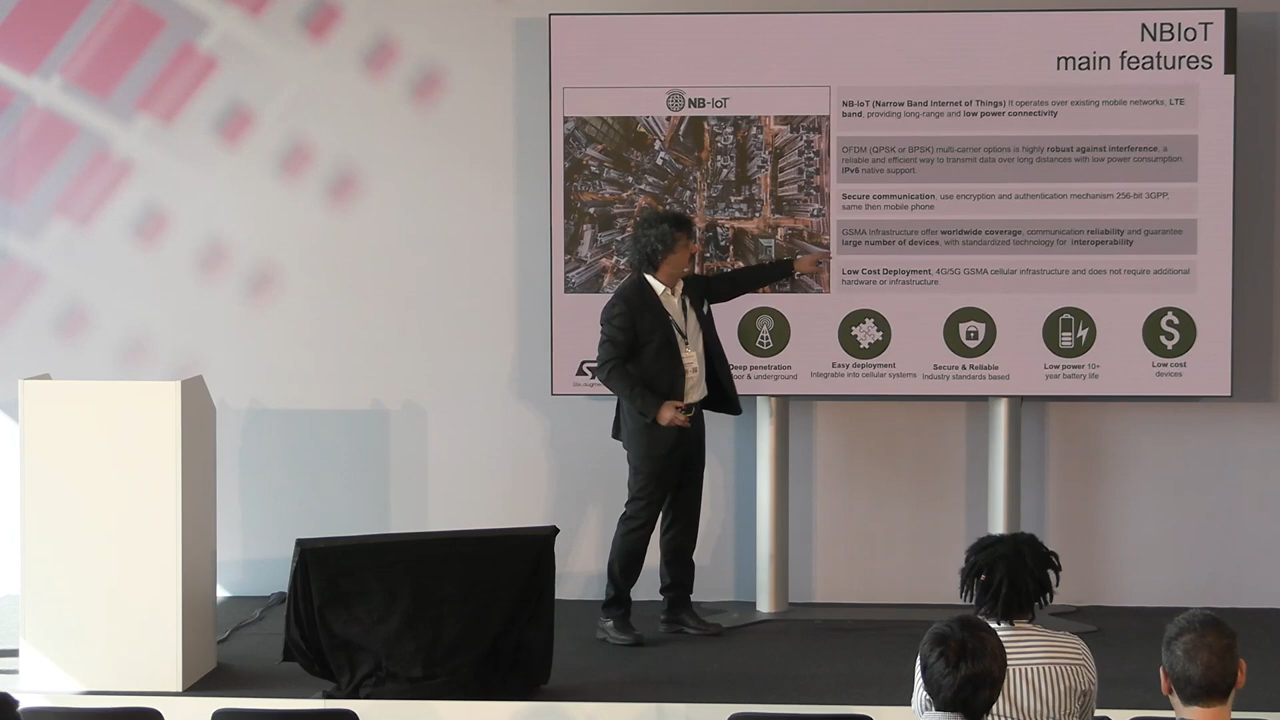 NBIoT
main features
NB-IoT
NB-IoT (Narrow Band Internet of Things) It operates over existing mobile networks, LTE
band, providing long-range and low power connectivity
OFDM (QPSK or BPSK) multi-carrier options is highly robust against interference, a
reliable and efficient way to transmit data over long distances with low power consumption
IPv6 native support.
Secure communication, use encryption and authentication mechanism 256-bit 3GPP,
same then mobile phone
GSMA Infrastructure offer worldwide coverage, communication reliability and guarantee
large number of devices, with standardized technology for interoperability
Low Cost Deployment, 4G/5G GSMA cellular infrastructure and does not require additional
hardware or infrastructure.
Deep penetration
& underground
Easy deployment
Integrable into cellular systems
Secure & Reliable
Industry standards based
Low power 10+
year battery life
Low cost
devices